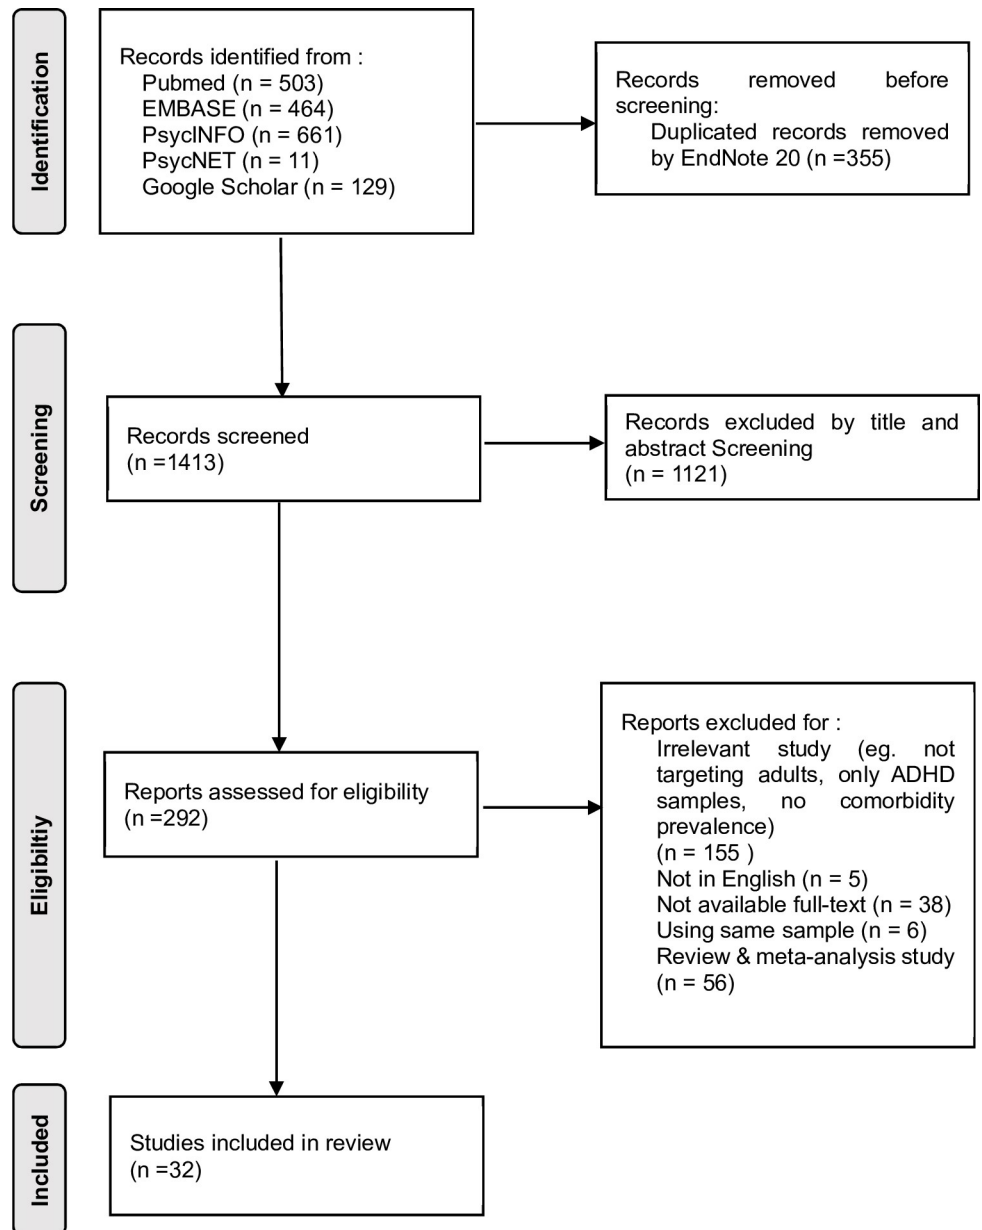 Identification
Records identified from :
Pubmed (n = 503)
EMBASE (n = 464)
PsycINFO (n = 661)
PsycNET (n = 11)
Google Scholar (n = 129)
Records removed before
screening:
Duplicated records removed
by EndNote 20 (n =355)
Screening
Records screened
(n =1413)
Records excluded by title and
abstract Screening
(n = 1121)
Eligibiltiy
Reports assessed for eligibility
(n =292)
Reports excluded for :
Irrelevant study (eg. not
targeting adults, only ADHD
samples, no comorbidity
prevalence)
(n = 155 )
Not in English (n = 5)
Not available full-text (n = 38)
Using same sample (n = 6)
Review & meta-analysis study
(n = 56)
Included
Studies included in review
(n =32)